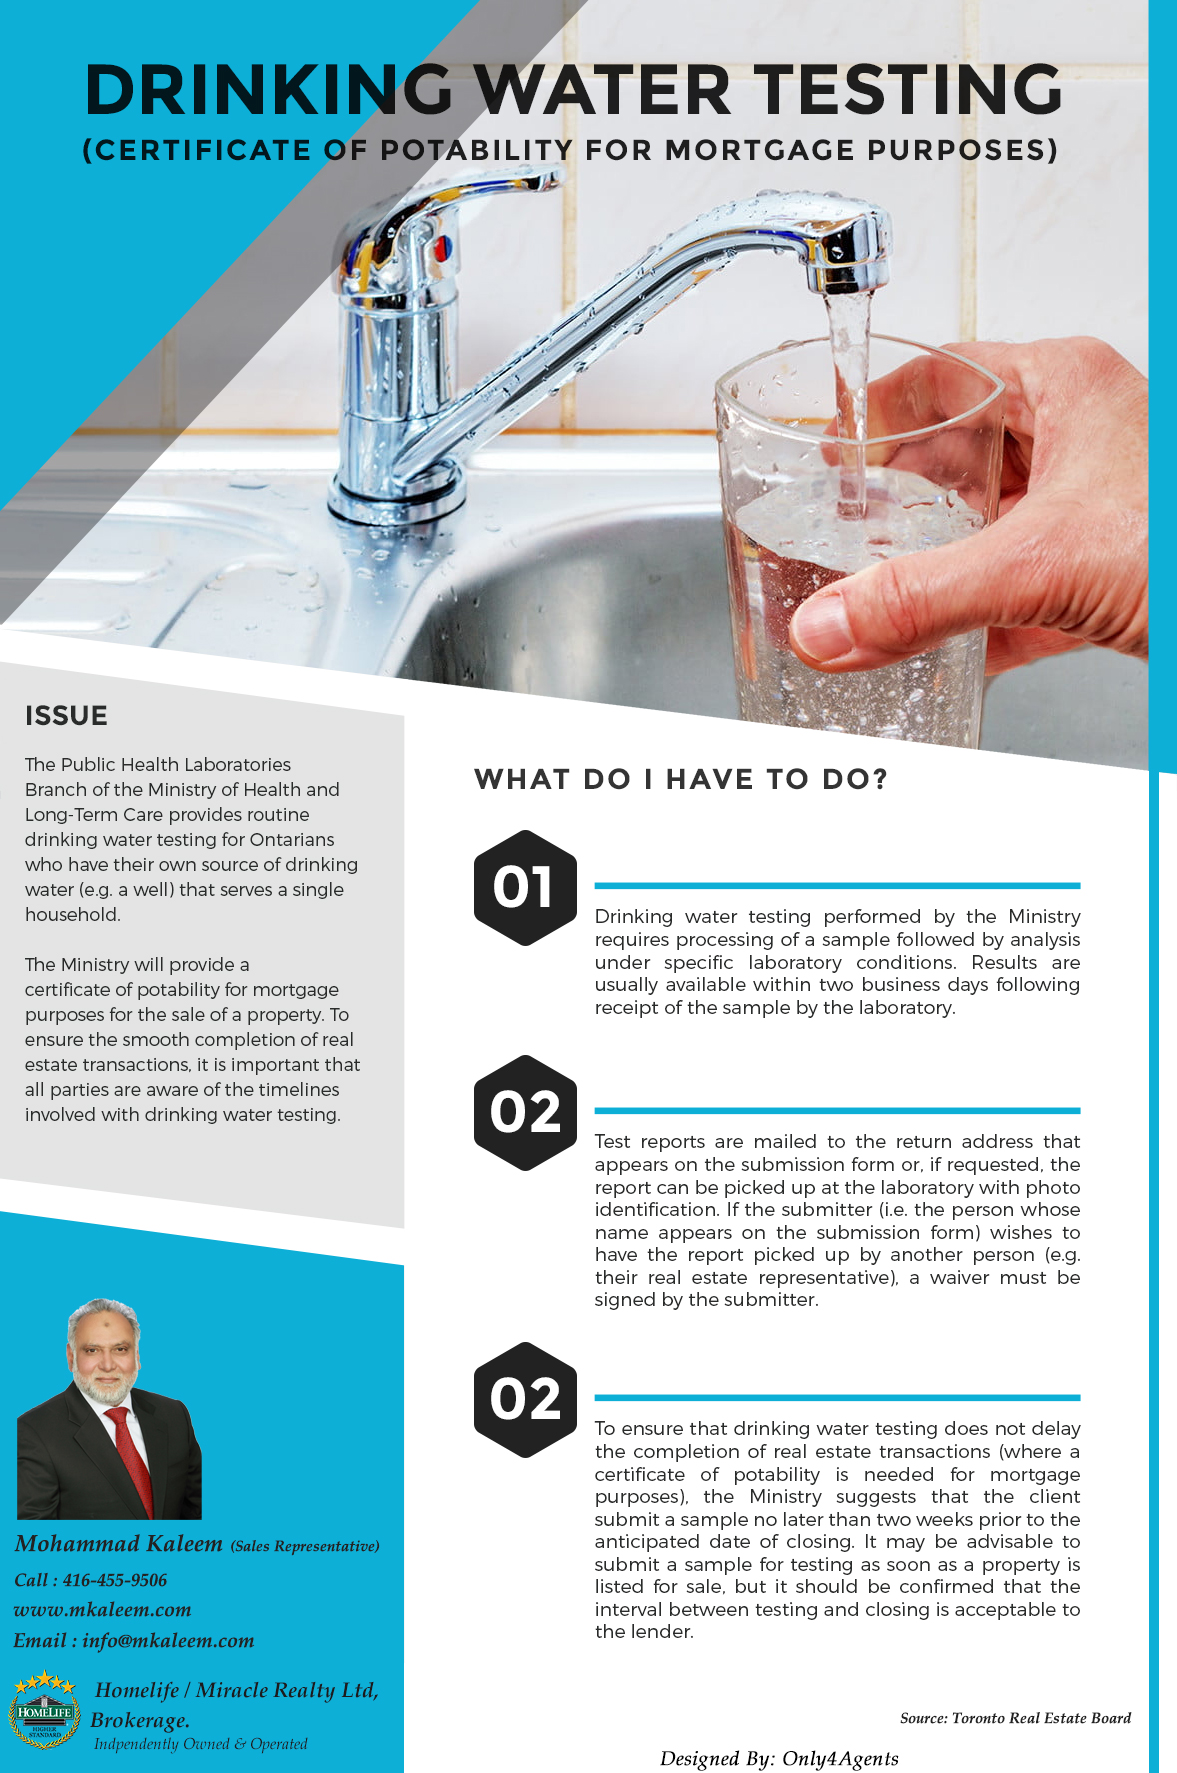 DRINKING WATER TESTING
(CERTIFICATE OF POTABILITY FOR MORTGAGE PURPOSES)
ISSUE
The Public Health Laboratories
Branch of the Ministry of Health and
Long-Term Care provides routine
drinking water testing for Ontarians
who have their own source of drinking
water (e.g. a well) that serves a single
household.
The Ministry will provide a
certificate of potability for mortgage
purposes for the sale of a property. To
ensure the smooth completion of real
estate transactions, it is important that
all parties are aware of the timelines
involved with drinking water testing.
WHAT DO I HAVE TO DO?
01
Drinking water testing performed by the Ministry
requires processing of a sample followed by analysis
under specific laboratory conditions. Results are
usually available within two business days following
receipt of the sample by the laboratory.
02
Test reports are mailed to the return address that
appears on the submission form or, if requested, the
report can be picked up at the laboratory with photo
identification. If the submitter (i.e. the person whose
name appears on the submission form) wishes to
have the report picked up by another person (e.g.
their real estate representative), a waiver must be
signed by the submitter.
02
To ensure that drinking water testing does not delay
the completion of real estate transactions (where a
certificate of potability is needed for mortgage
purposes), the Ministry suggests that the client
submit a sample no later than two weeks prior to the
anticipated date of closing. It may be advisable to
submit a sample for testing as soon as a property is
listed for sale, but it should be confirmed that the
interval between testing and closing is acceptable to
the lender.
Mohammad Kaleem (Sales Representative)
Call : 416-455-9506
www.mkaleem.com
Email : info@mkaleem.com
HOMELIFE
HIGHER
STANDARD
Homelife / Miracle Realty Ltd,
Brokerage.
Indpendently Owned & Operated
Source: Toronto Real Estate Board
Designed By: Only4Agents